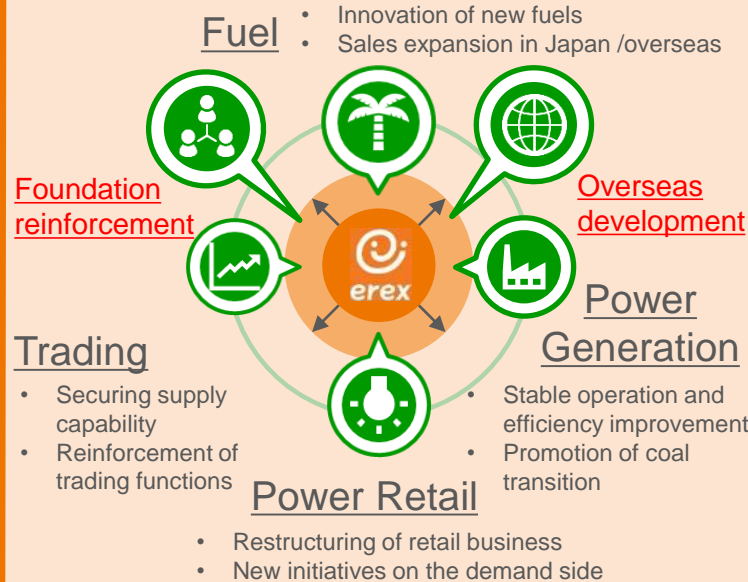 Fuel
• Innovation of new fuels
• Sales expansion in Japan /overseas
Foundation
reinforcement
Overseas
development
erex
Trading
• Securing supply
capability
• Reinforcement of
trading functions
Power
Generation
• Stable operation and
efficiency improvement
• Promotion of coal
transition
Power Retail
• Restructuring of retail business
• New initiatives on the demand side